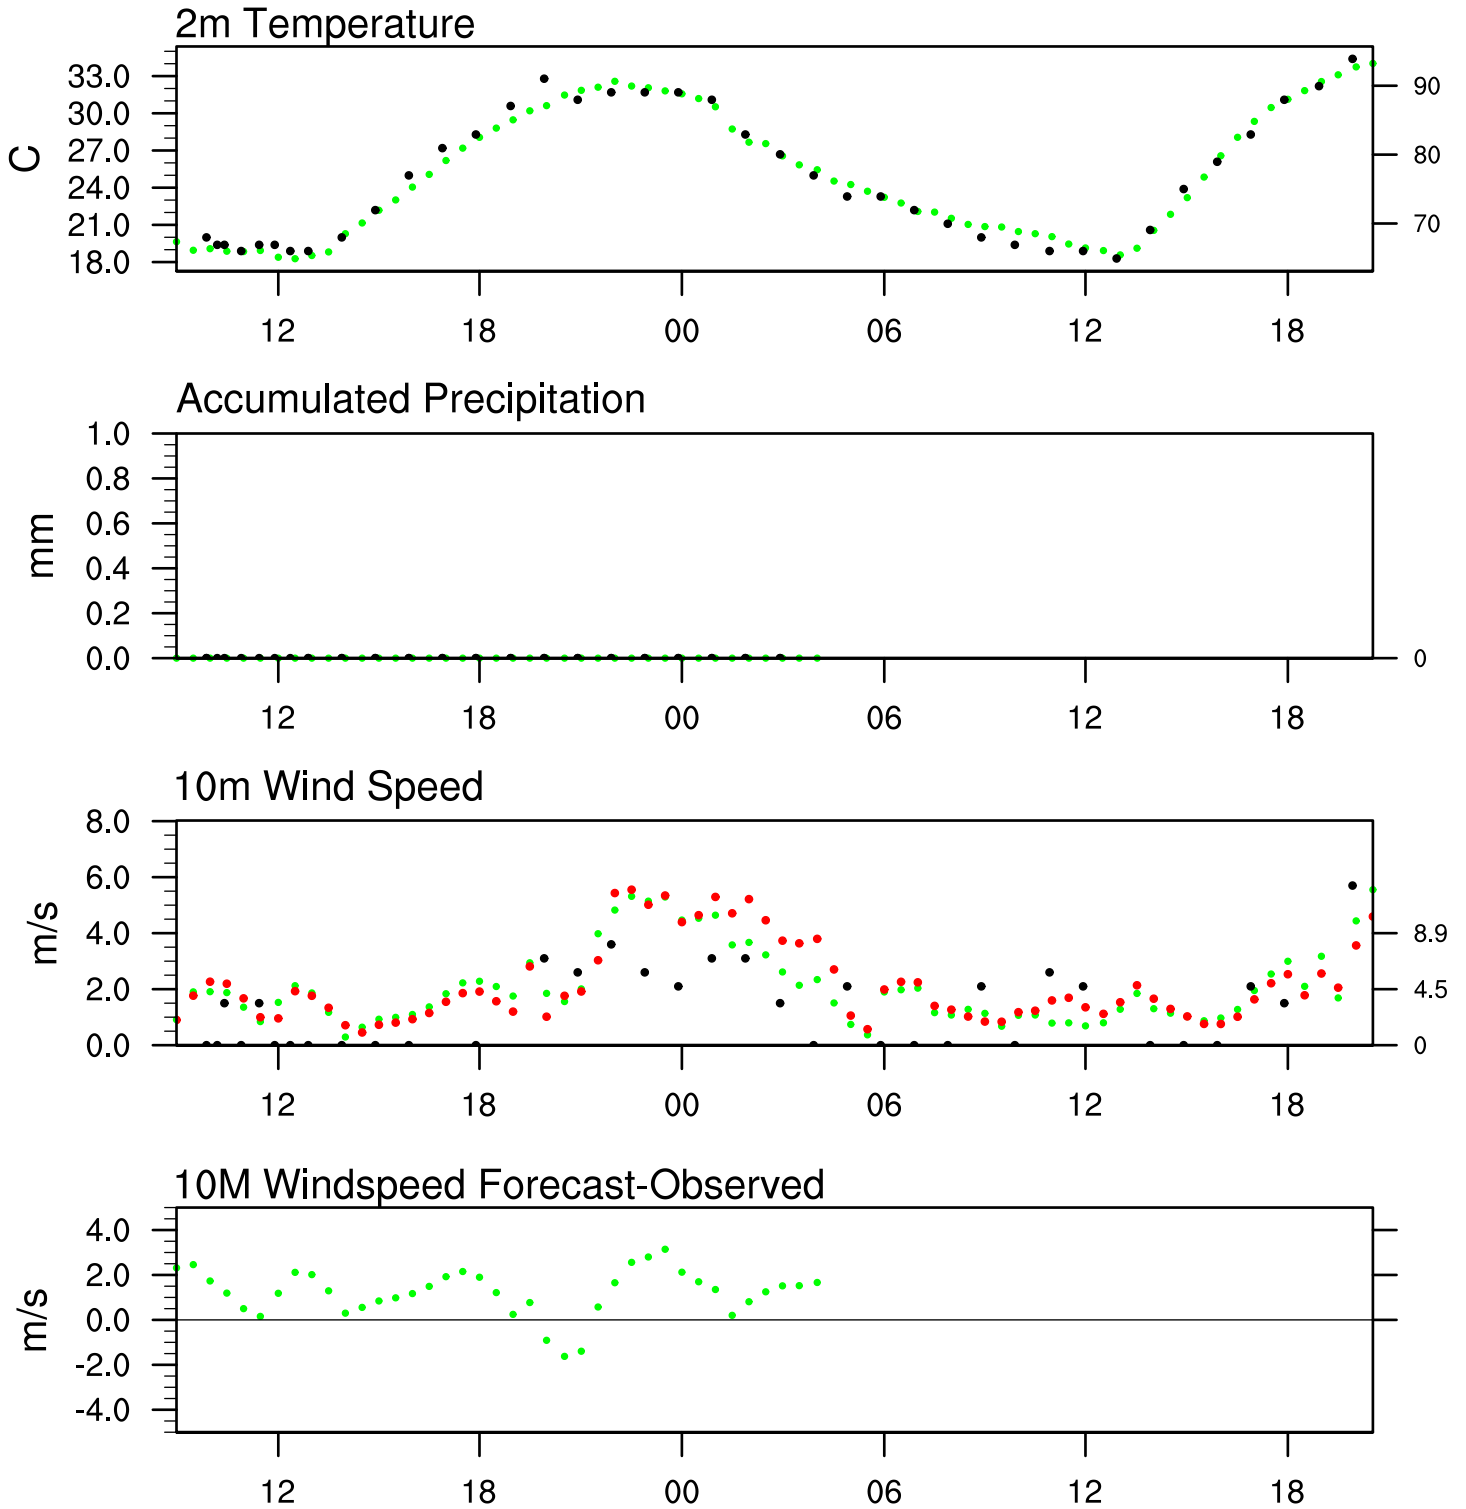 2m Temperature
33.0
30.0
27.0
24.0
21.0
18.0
C
90
80
70
12 18 00 06 12 18
Accumulated Precipitation
1.0
0.8
0.6
0.4
0.2
0.0
mm
0
12 18 00 06 12 18
10m Wind Speed
8.0
6.0
4.0
2.0
0.0
m/s
8.9
4.5
0
12 18 00 06 12 18
10M Windspeed Forecast-Observed
4.0
2.0
0.0
-2.0
-4.0
m/s
12 18 00 06 12 18